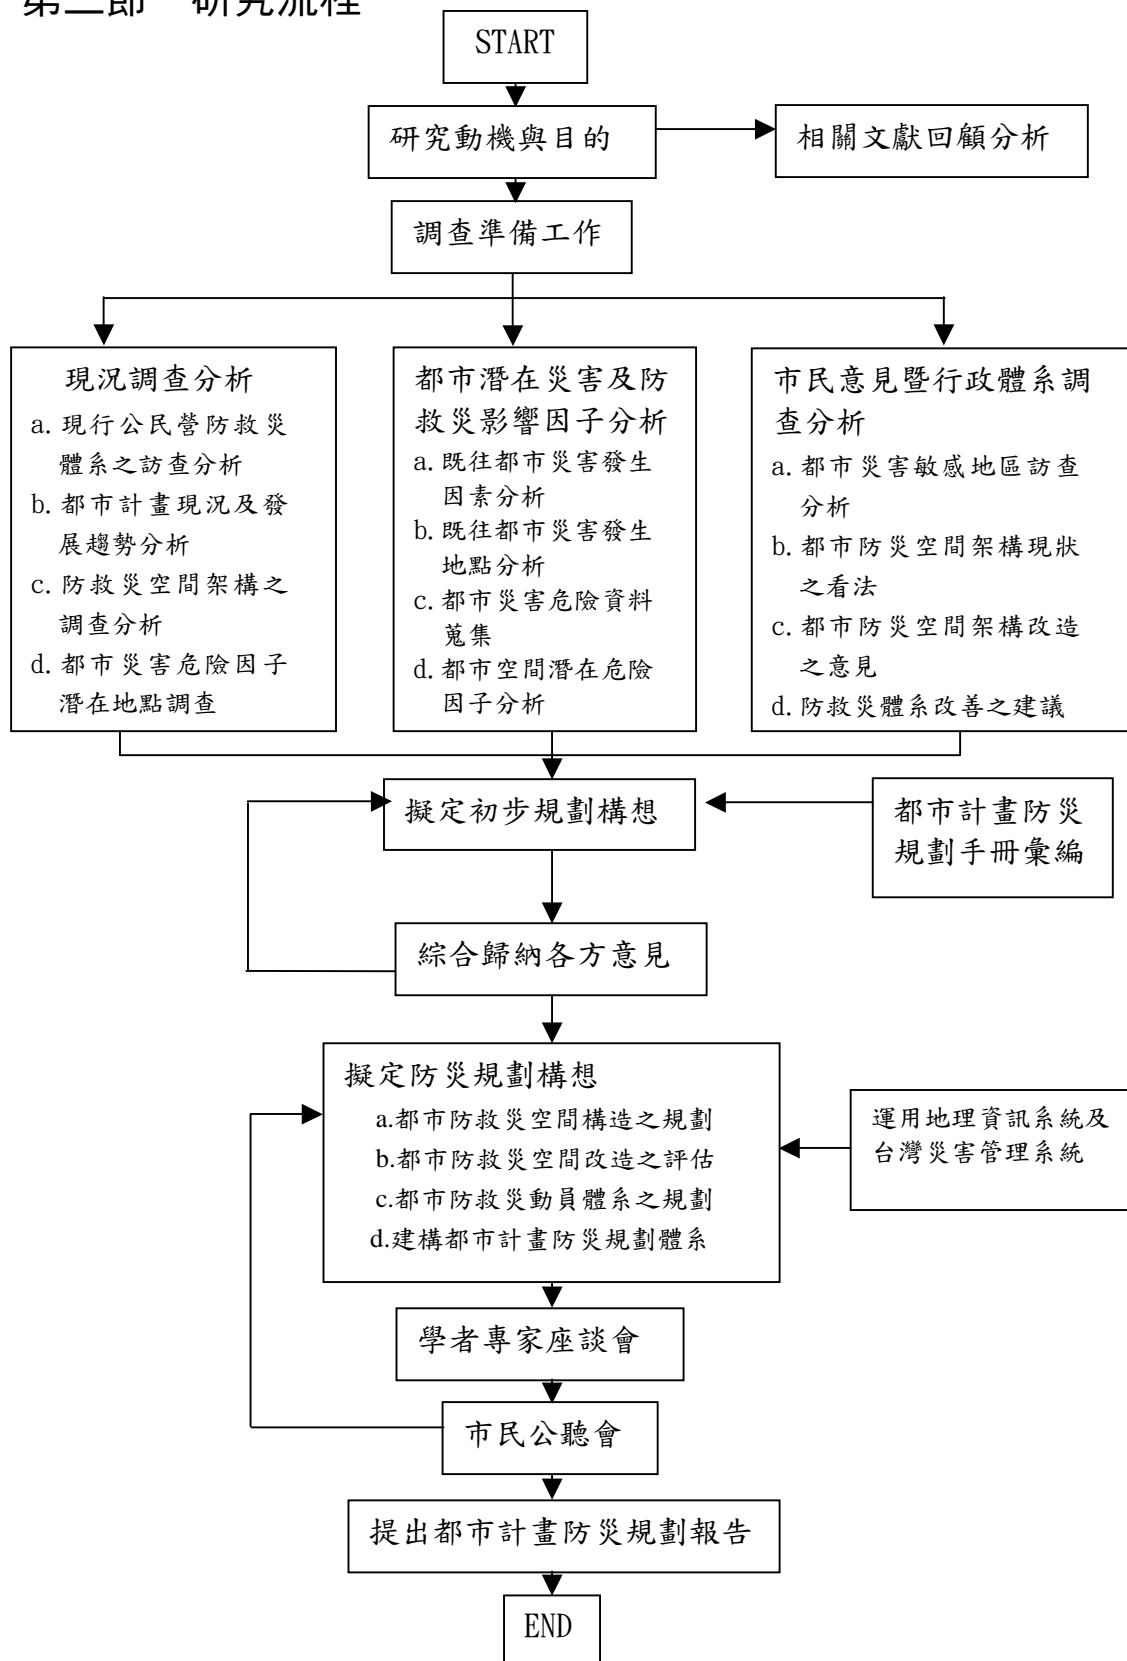 研究流程
START
研究動機與目的
相關文獻回顧分析
調查準備工作
現況調查分析
a. 現行公民營防救災
體系之訪查分析
b. 都市計畫現況及發
展趨勢分析
c. 防救災空間架構之
調查分析
d. 都市災害危險因子
潛在地點調查
都市潛在災害及防
救災影響因子分析
a. 既往都市災害發生
因素分析
b. 既往都市災害發生
地點分析
c. 都市災害危險資料
蒐集
d. 都市空間潛在危險
因子分析
市民意見暨行政體系調
查分析
a. 都市災害敏感地區訪查
分析
b. 都市防災空間架構現狀
之看法
c. 都市防災空間架構改造
之意見
d. 防救災體系改善之建議
擬定初步規劃構想
都市計畫防災
規劃手冊彙編
綜合歸納各方意見
擬定防災規劃構想
a.都市防救災空間構造之規劃
b.都市防救災空間改造之評估
c.都市防救災動員體系之規劃
d.建構都市計畫防災規劃體系
運用地理資訊系統及
台灣災害管理系統
學者專家座談會
市民公聽會
提出都市計畫防災規劃報告
END